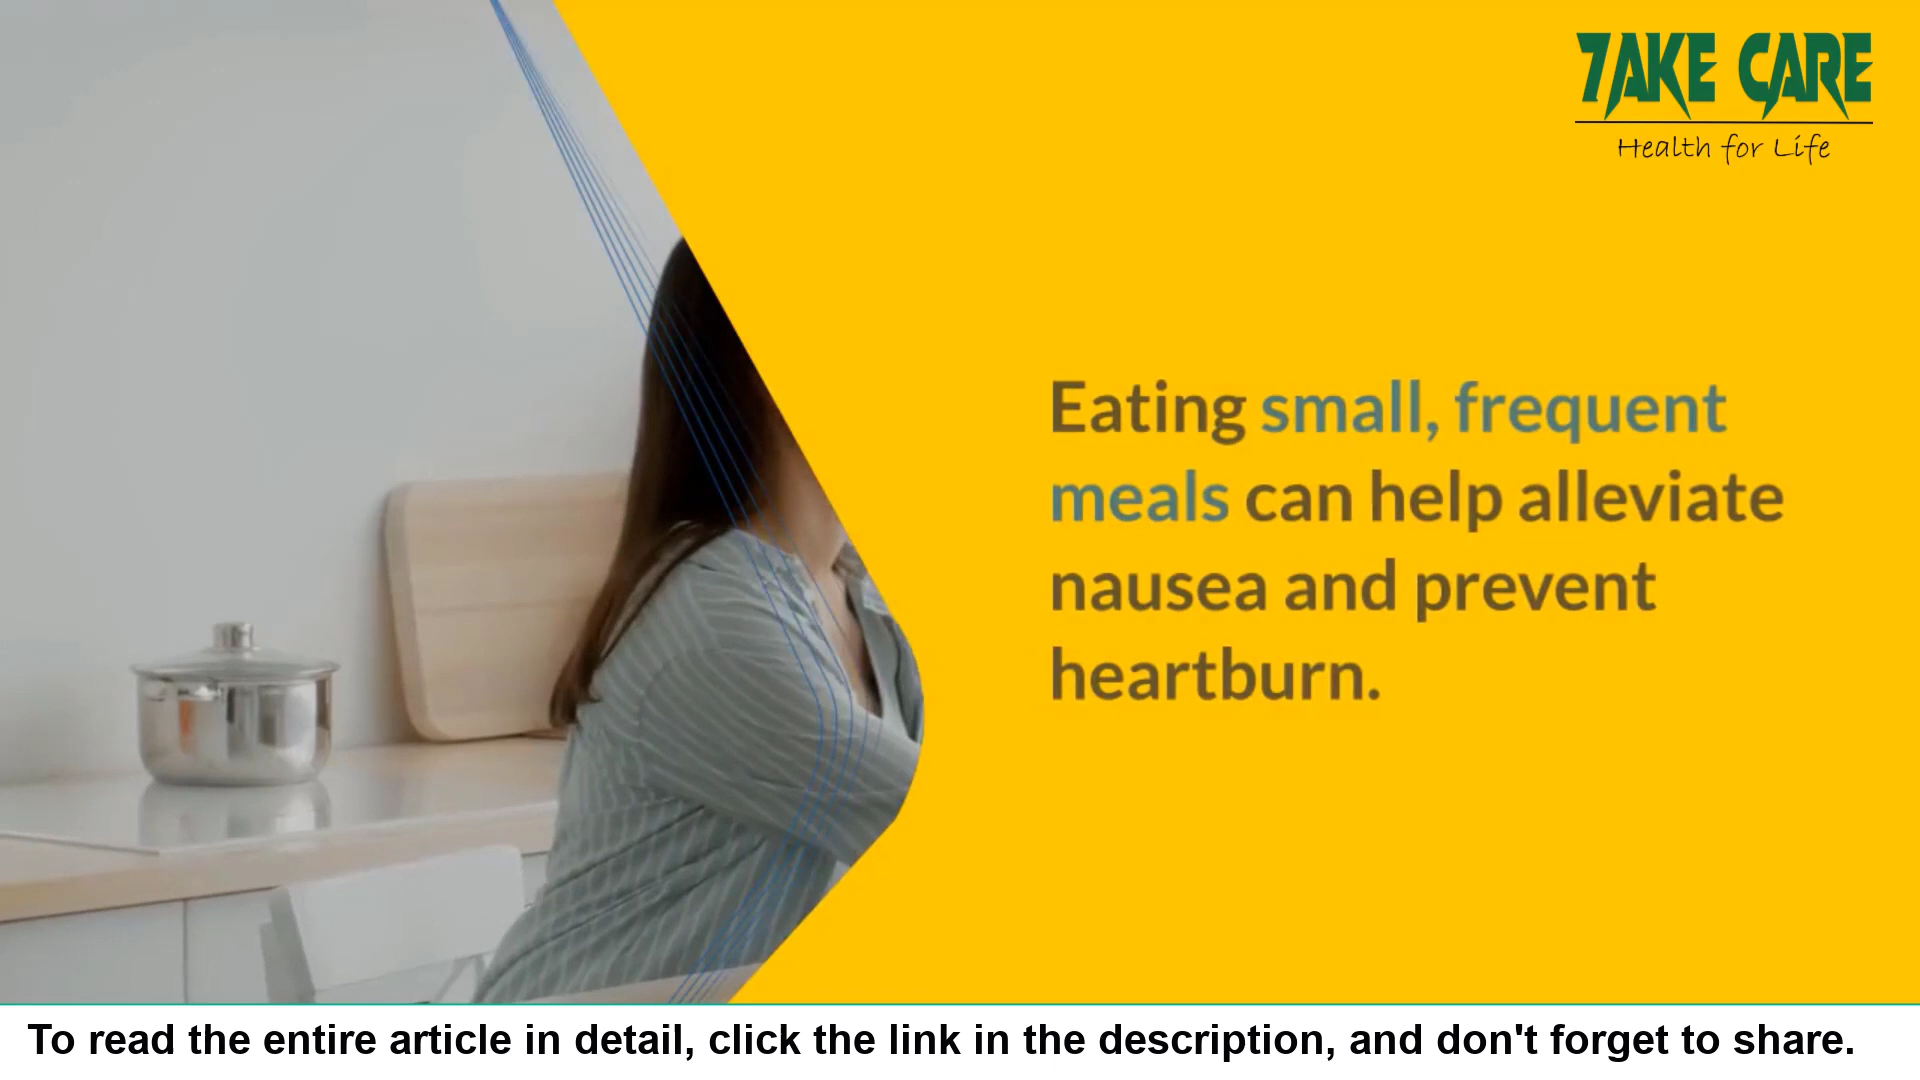 TAKE CARE
Health for Life
Eating small, frequent
meals can help alleviate
nausea and prevent
heartburn.
To read the entire article in detail, click the link in the description, and don't forget to share.